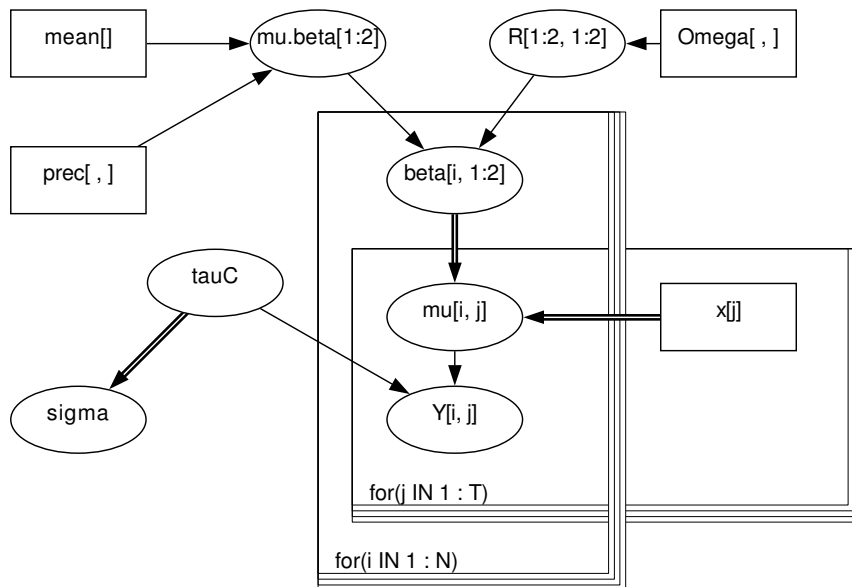 mean[]
mu.beta[1:2]
R[1:2, 1:2]
Omega[ , ]
prec[ , ]
beta[i, 1:2]
tauC
mu[i, j]
x[j]
sigma
Y[i, j]
for(j IN 1 : T)
for(i IN 1 : N)